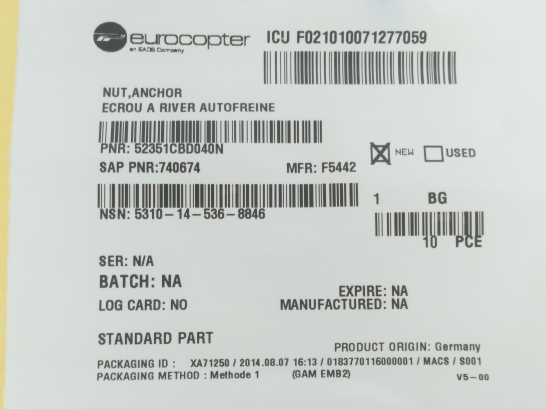 eurocopter
an EADS Company
ICU F021010071277059
NUT,ANCHOR
ECROU A RIVER AUTOFREINE
PNR: 52351CBD040N
NEW USED
SAP PNR:740674 MFR: F5442
1 BG
NSN: 5310-14-536-8846
10 PCE
SER: N/A
BATCH: NA
EXPIRE: NA
LOG CARD: NO MANUFACTURED: NA
STANDARD PART
PRODUCT ORIGIN: Germany
PACKAGING ID : XA71250 / 2014.08.07 16:13 / 0183770116000001 / MACS / S001
PACKAGING METHOD : Methode 1 (GAM EMB2) V5-00